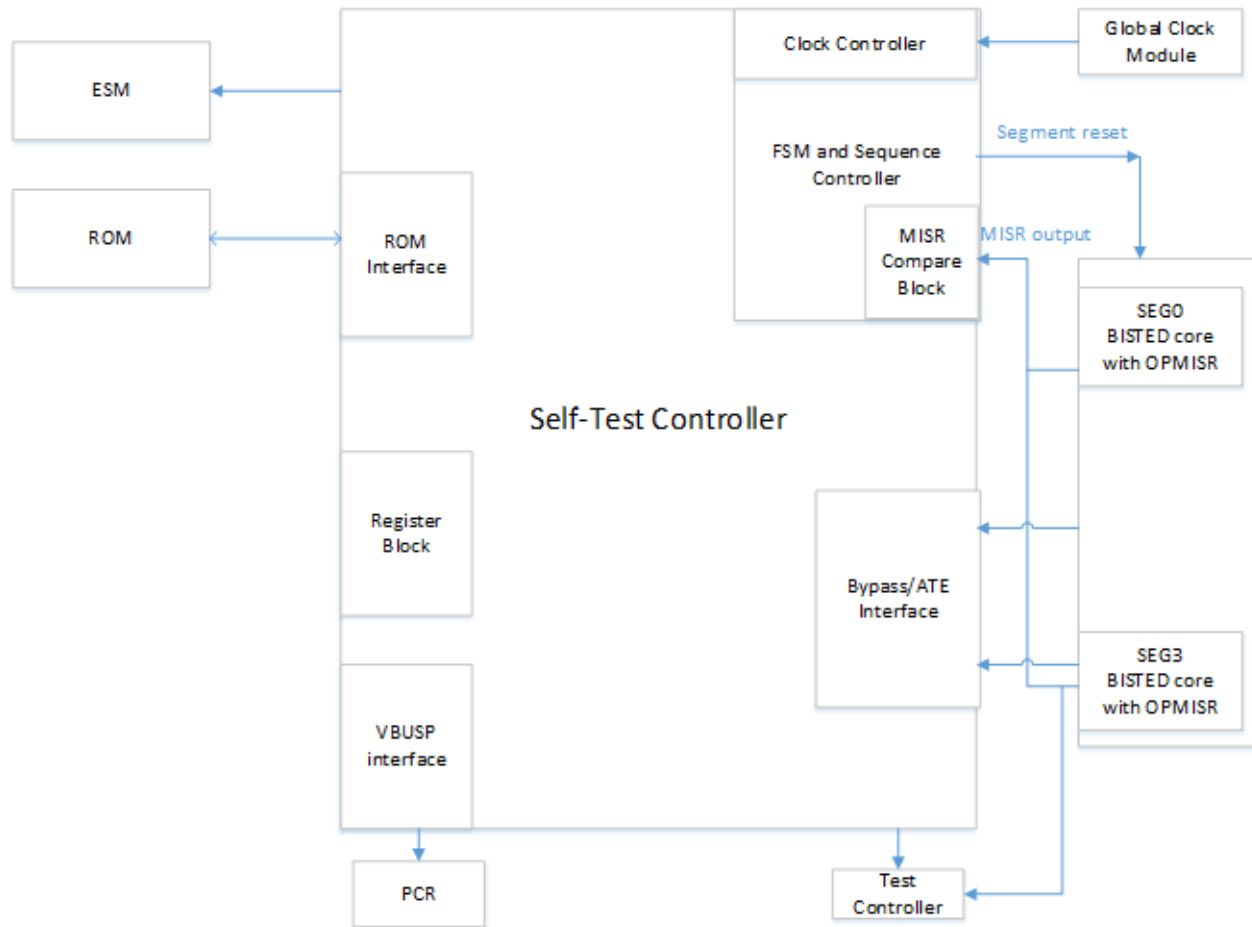 Clock Controller
Global Clock
Module
ESM
Segment reset
FSM and Sequence
Controller
ROM
ROM
Interface
MISR
Compare
Block
MISR output
SEG0
BISTED core
with OPMISR
Self-Test Controller
Register
Block
Bypass/ATE
Interface
SEG3
BISTED core
with OPMISR
VBUSP
interface
PCR
Test
Controller